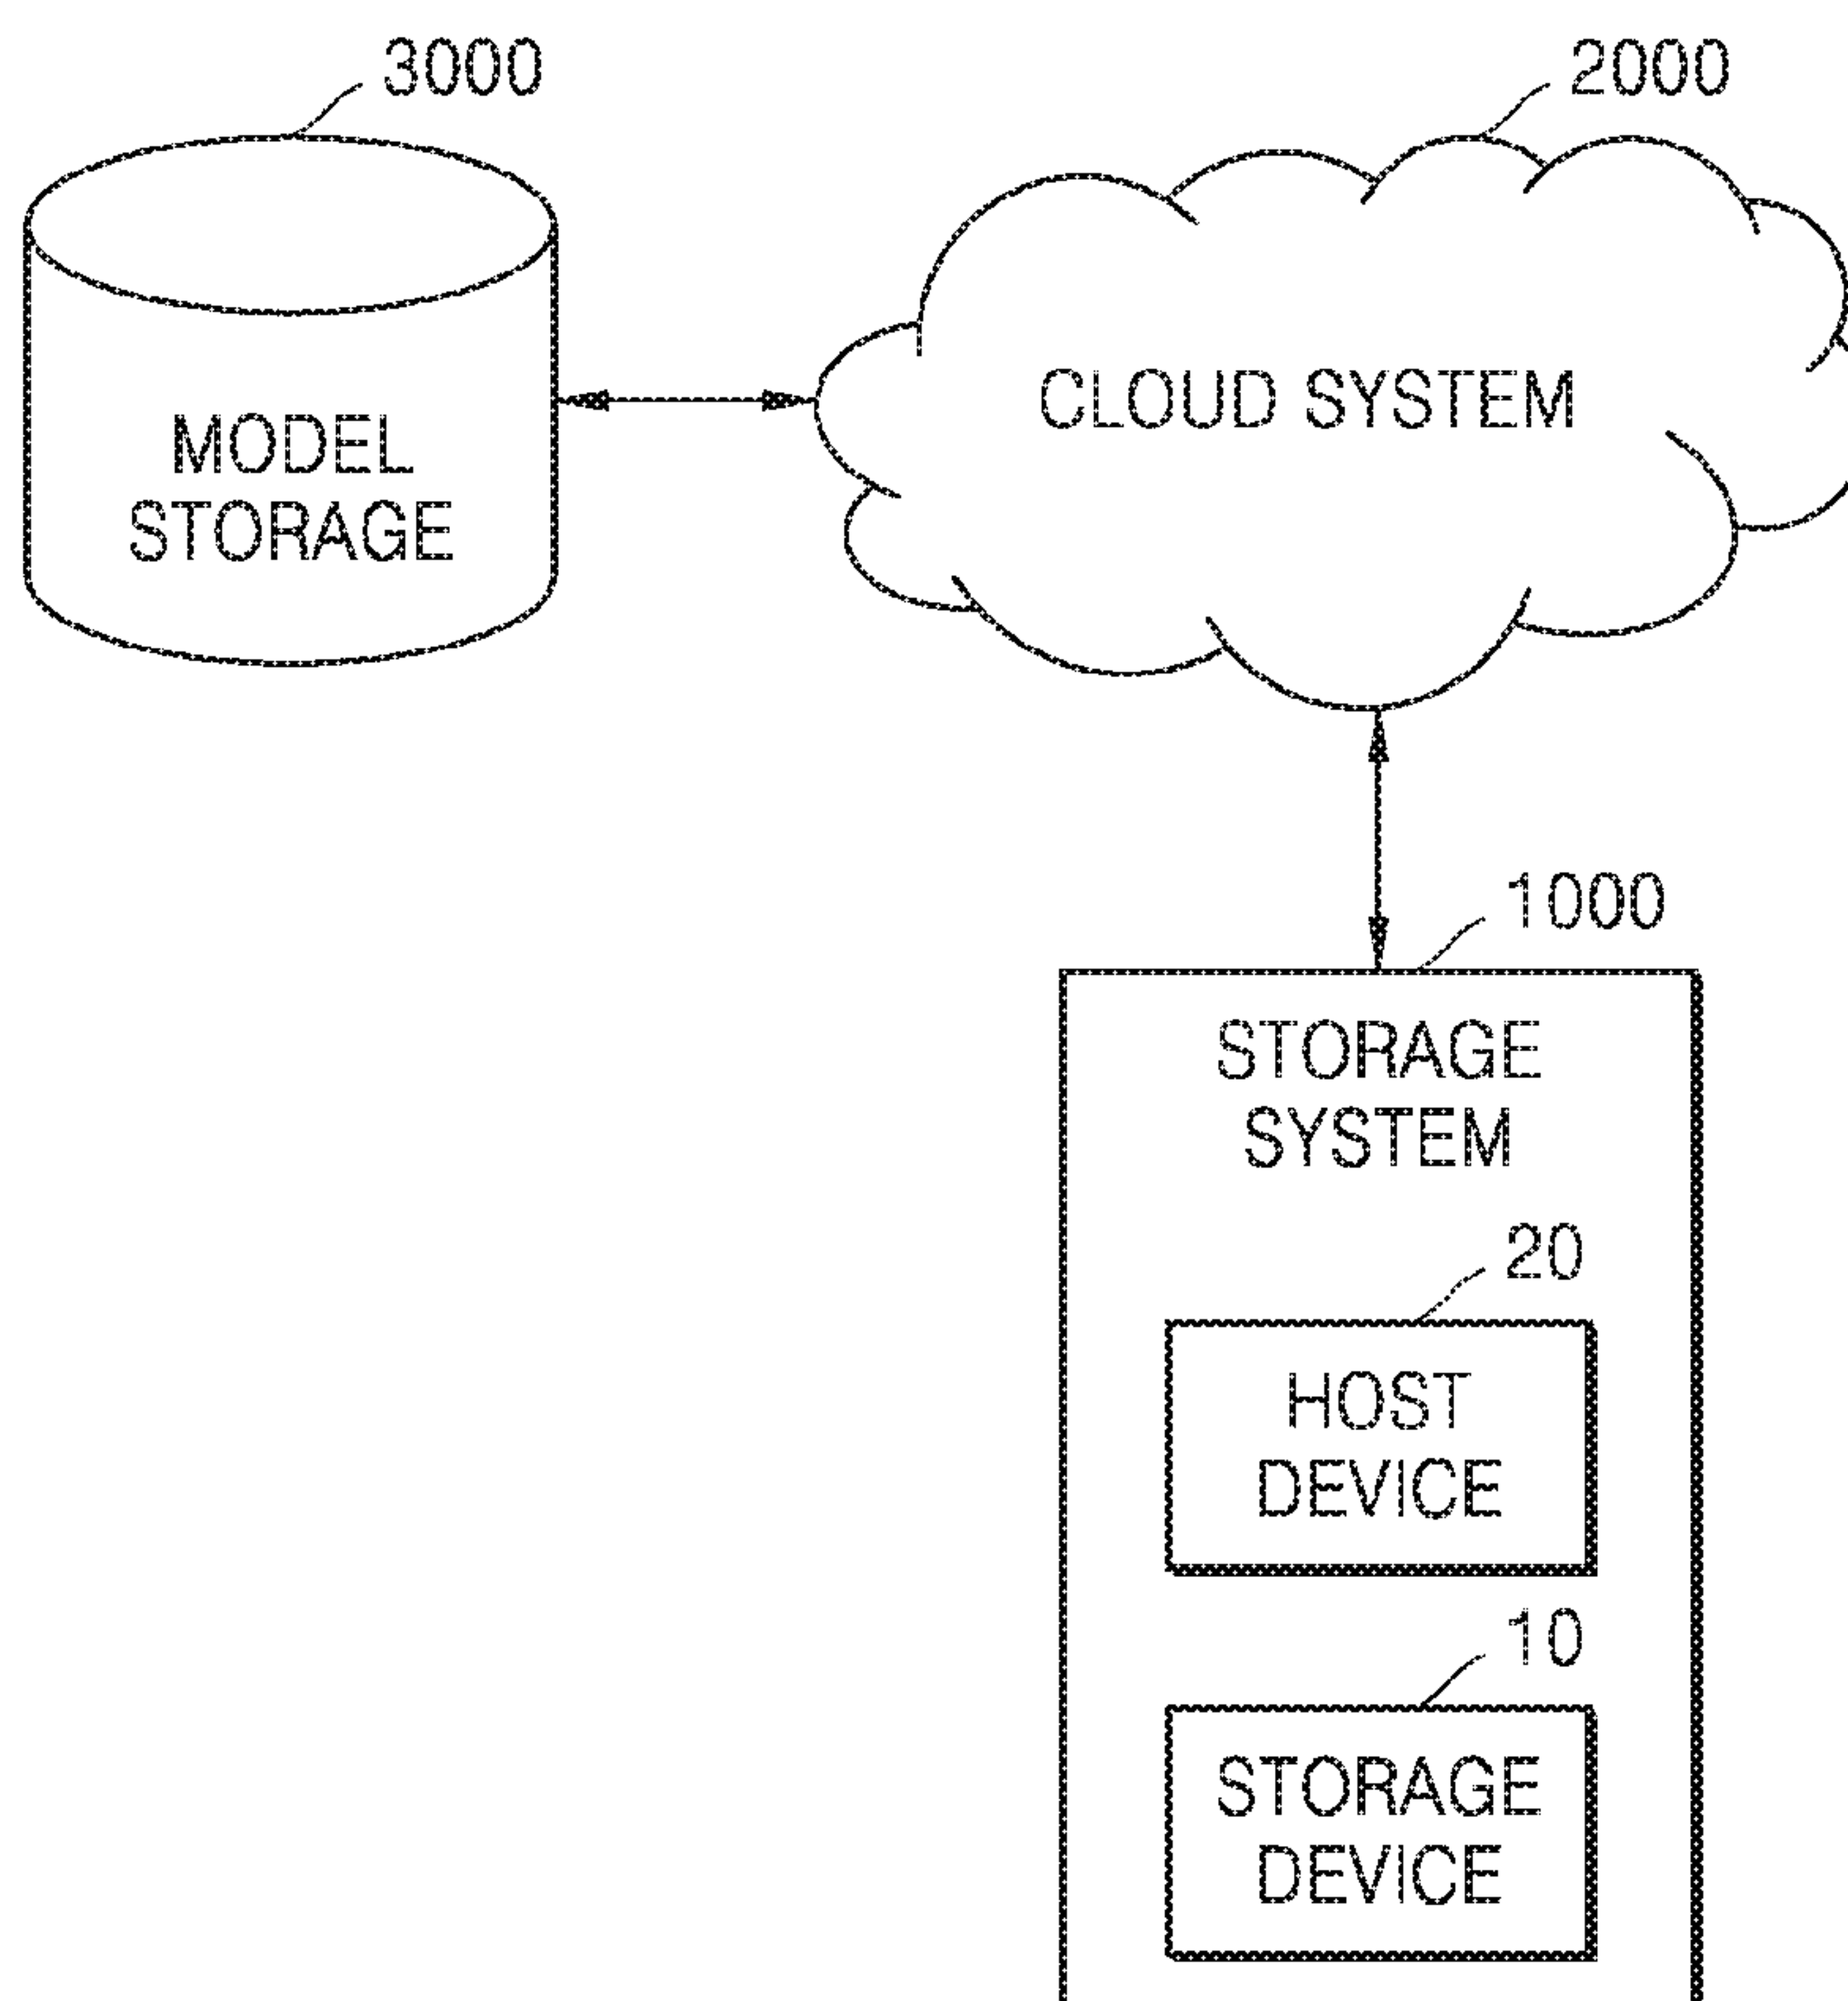 3000
2000
CLOUD SYSTEM
MODEL
STORAGE
1000
STORAGE
SYSTEM
20
HOST
DEVICE
10
STORAGE
DEVICE